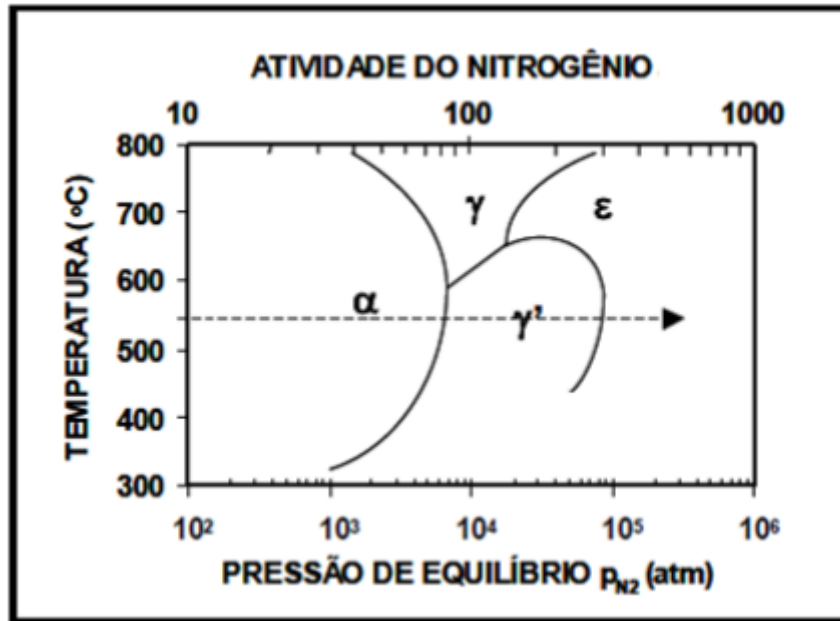 ATIVIDADE DO NITROGÊNIO
10 100 1000
TEMPERATURA (ºC)
800
700
600
500
400
300
γ
ε
α
γ'
10² 10³ 10⁴ 10⁵ 10⁶
PRESSÃO DE EQUILÍBRIO pN2 (atm)